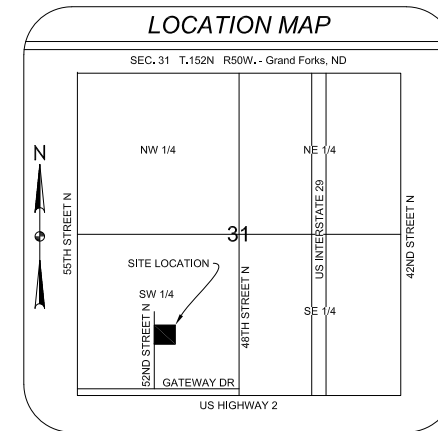 LOCATION MAP
SEC. 31 T.152N R50W. - Grand Forks, ND
NW 1/4
NE 1/4
N
55TH STREET N
31
US INTERSTATE 29
42ND STREET N
SITE LOCATION
48TH STREET N
SW 1/4
SE 1/4
52ND STREET N
GATEWAY DR
US HIGHWAY 2